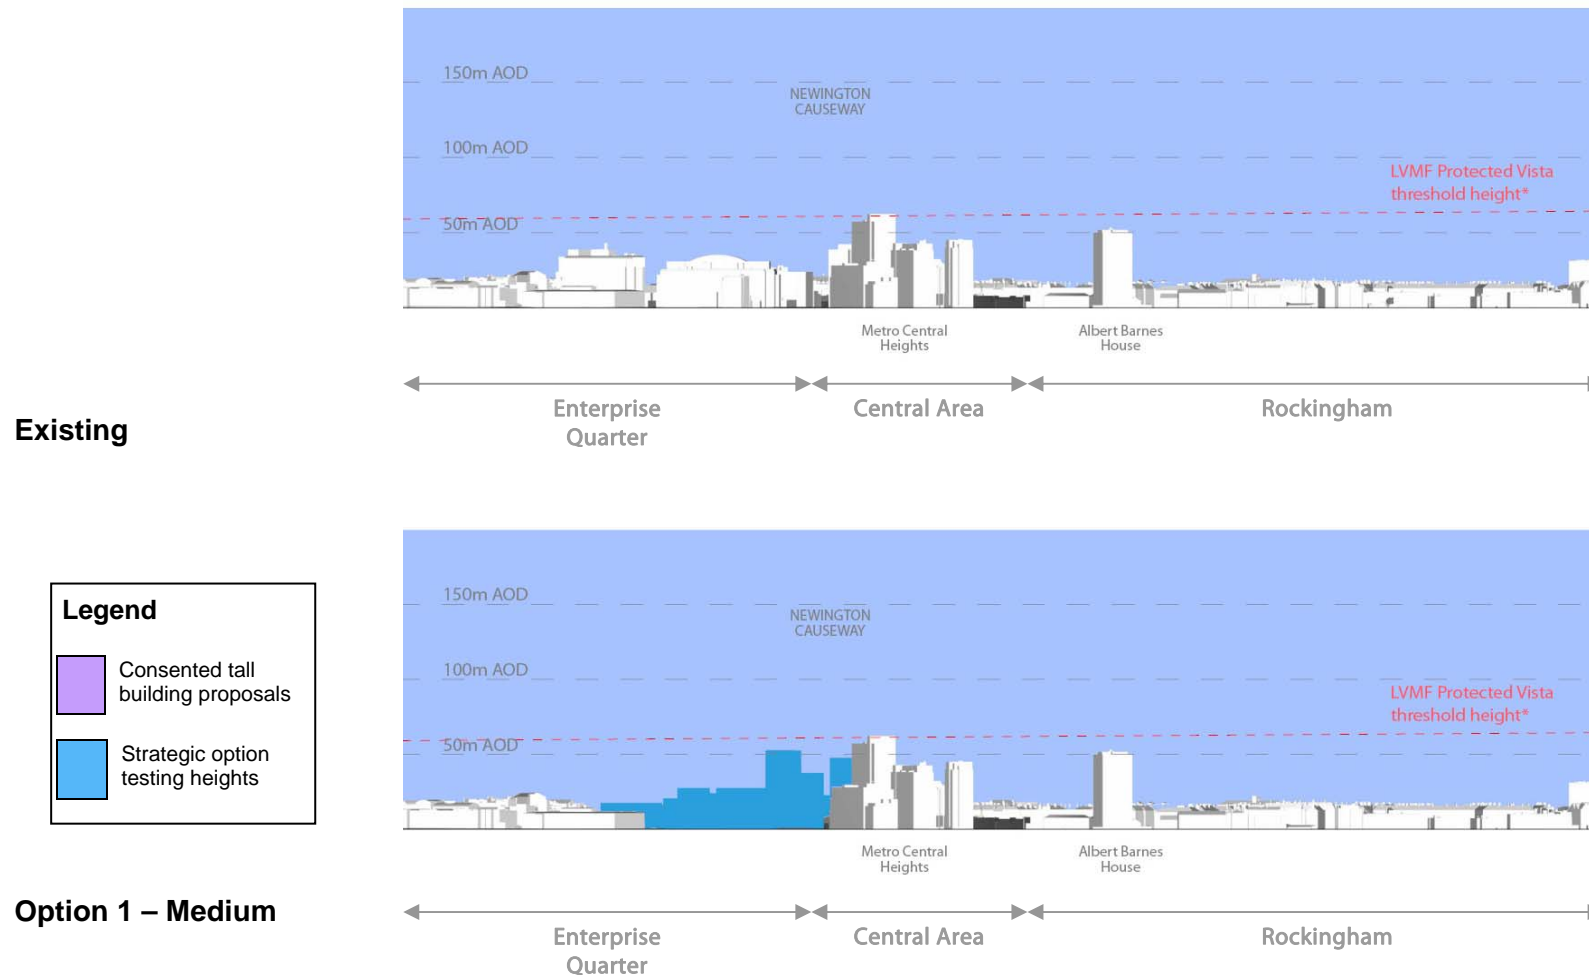 150m AOD
NEWINGTON
CAUSEWAY
100m AOD
LVMF Protected Vista
threshold height*
50m AOD
Metro Central
Heights
Albert Barnes
House
Enterprise
Quarter
Central Area
Rockingham
Existing
150m AOD
NEWINGTON
CAUSEWAY
100m AOD
LVMF Protected Vista
threshold height*
50m AOD
Legend
Consented tall
building proposals
Strategic option
testing heights
Metro Central
Heights
Albert Barnes
House
Option 1 – Medium
Enterprise
Quarter
Central Area
Rockingham